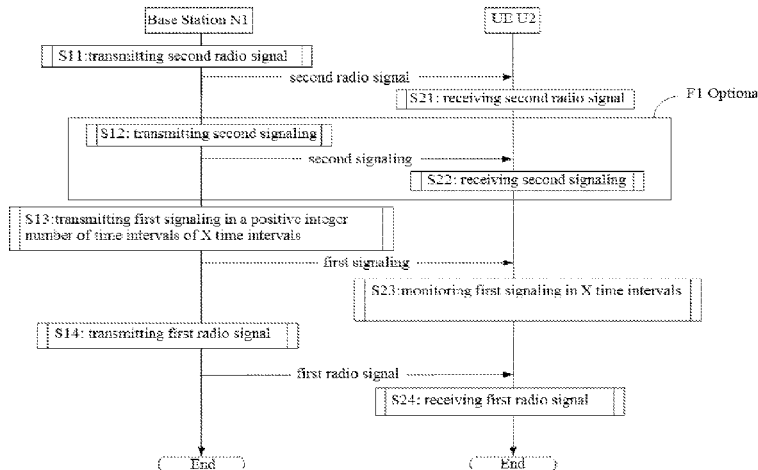 Base Station N1
UE U2
S11:transmitting second radio signal
second radio signal
S21: receiving second radio signal
F1 Optiona
S12: transmitting second signaling
second signaling
S22: receiving second signaling
S13:transmitting first signaling in a positive integer
number of time intervals of X time intervals
first signaling
S23:monitoring first signaling in X time intervals
S14: transmitting first radio signal
first radio signal
S24: receiving first radio signal
End
End